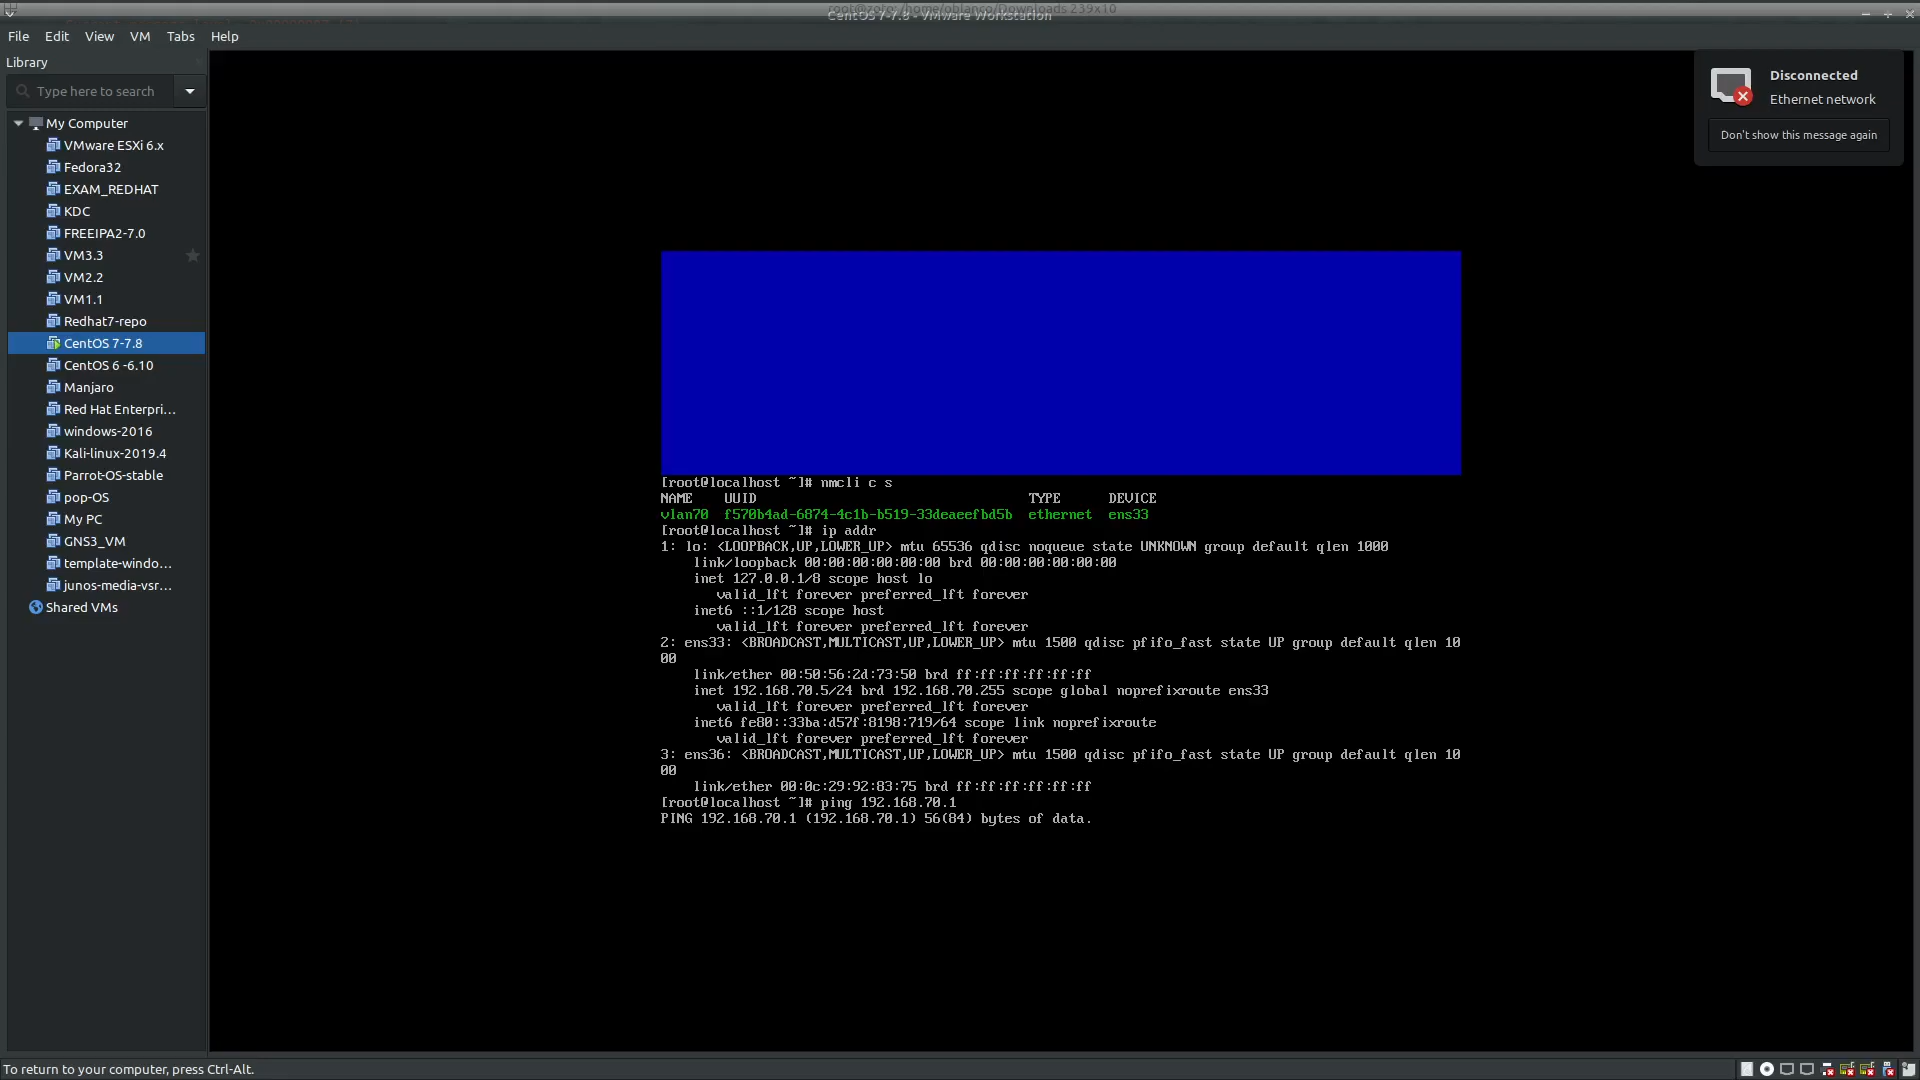 root@zoto: /home/oblanco/Downloads 239x10
CentOS 7-7.8 - VMware Workstation
File Edit View VM Tabs Help
Library
Type here to search
My Computer
VMware ESXi 6.x
Fedora32
EXAM_REDHAT
KDC
FREEIPA2-7.0
VM3.3
VM2.2
VM1.1
Redhat7-repo
CentOS 7-7.8
CentOS 6 -6.10
Manjaro
Red Hat Enterpri...
windows-2016
Kali-linux-2019.4
Parrot-OS-stable
pop-OS
My PC
GNS3_VM
template-windo...
junos-media-vsr...
Shared VMs
Disconnected
Ethernet network
Don't show this message again
[root@localhost ~]# nmcli c s
NAME UUID TYPE DEVICE
vlan70 f570b4ad-6874-4c1b-b519-33deaeefbd5b ethernet ens33
[root@localhost ~]# ip addr
1: lo: <LOOPBACK,UP,LOWER_UP> mtu 65536 qdisc noqueue state UNKNOWN group default qlen 1000
link/loopback 00:00:00:00:00:00 brd 00:00:00:00:00:00
inet 127.0.0.1/8 scope host lo
valid_lft forever preferred_lft forever
inet6 ::1/128 scope host
valid_lft forever preferred_lft forever
2: ens33: <BROADCAST,MULTICAST,UP,LOWER_UP> mtu 1500 qdisc pfifo_fast state UP group default qlen 10
00
link/ether 00:50:56:2d:73:50 brd ff:ff:ff:ff:ff:ff
inet 192.168.70.5/24 brd 192.168.70.255 scope global noprefixroute ens33
valid_lft forever preferred_lft forever
inet6 fe80::33ba:d57f:8198:719/64 scope link noprefixroute
valid_lft forever preferred_lft forever
3: ens36: <BROADCAST,MULTICAST,UP,LOWER_UP> mtu 1500 qdisc pfifo_fast state UP group default qlen 10
00
link/ether 00:0c:29:92:83:75 brd ff:ff:ff:ff:ff:ff
[root@localhost ~]# ping 192.168.70.1
PING 192.168.70.1 (192.168.70.1) 56(84) bytes of data.
To return to your computer, press Ctrl-Alt.